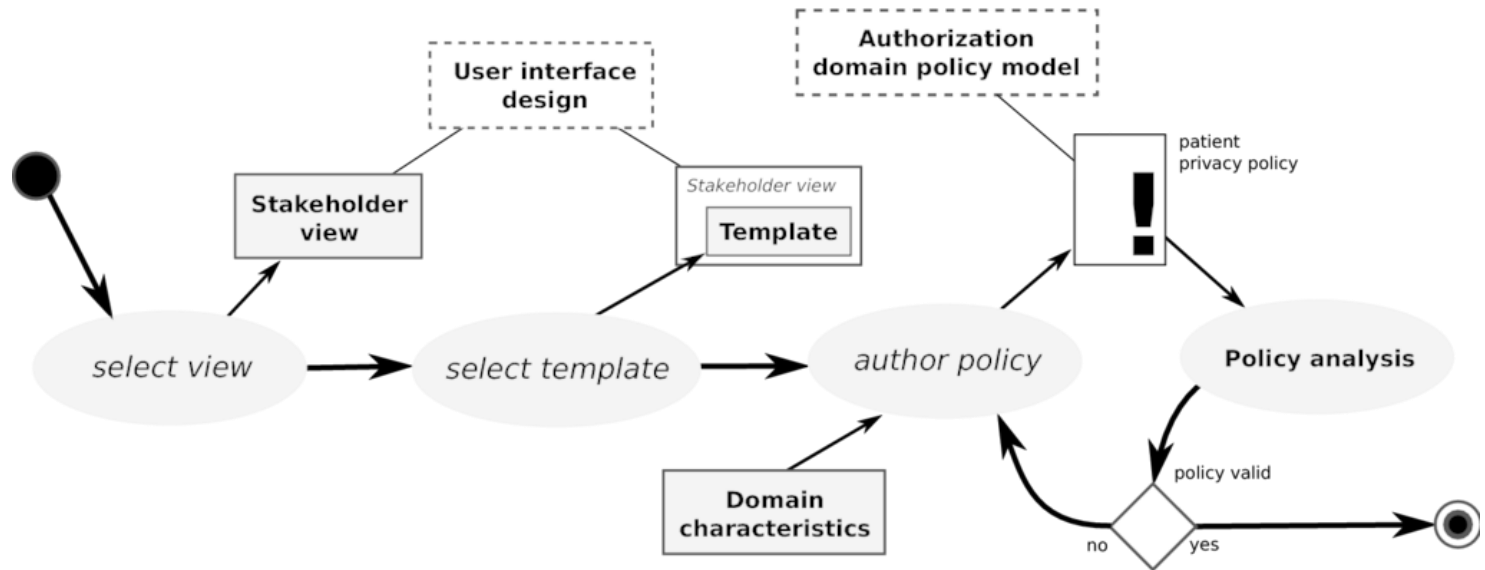 Authorization
domain policy model
User interface
design
patient
privacy policy
Stakeholder view
Stakeholder
view
Template
select view
select template
author policy
Policy analysis
policy valid
Domain
characteristics
no
yes